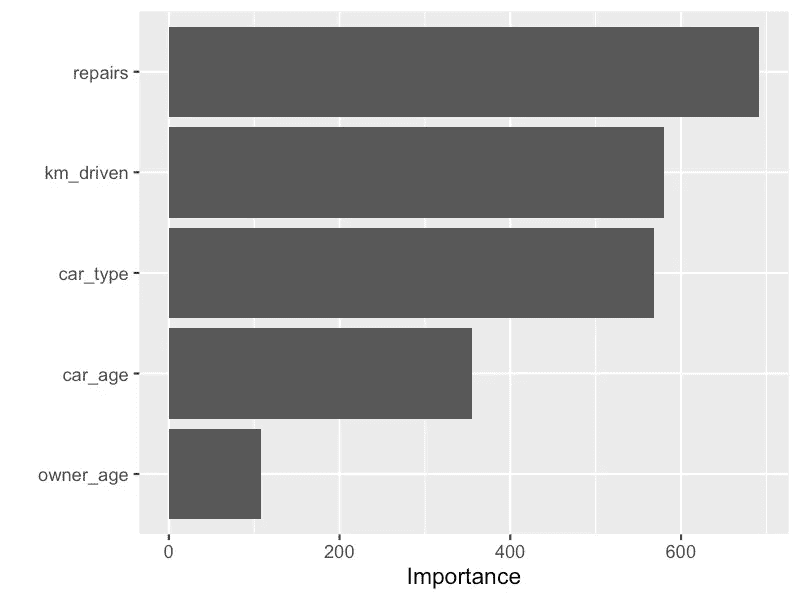 repairs
km_driven
car_type
car_age
owner_age
0 200 400 600
Importance